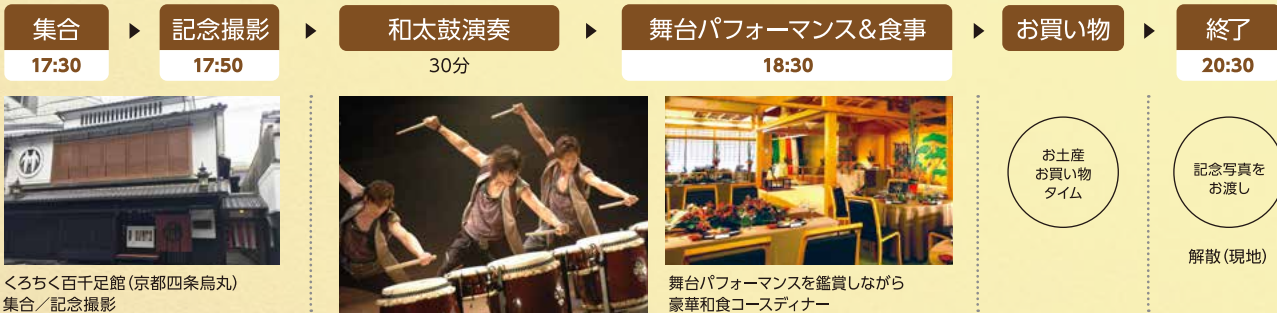 集合 ▶ 記念撮影 ▶ 和太鼓演奏 ▶ 舞台パフォーマンス&食事 ▶ お買い物 ▶ 終了
17:30 17:50 30分 18:30 20:30
くろちく百千足館(京都四条烏丸)
集合/記念撮影
舞台パフォーマンスを鑑賞しながら
豪華和食コースディナー
お土産
お買い物
タイム
記念写真を
お渡し
解散(現地)